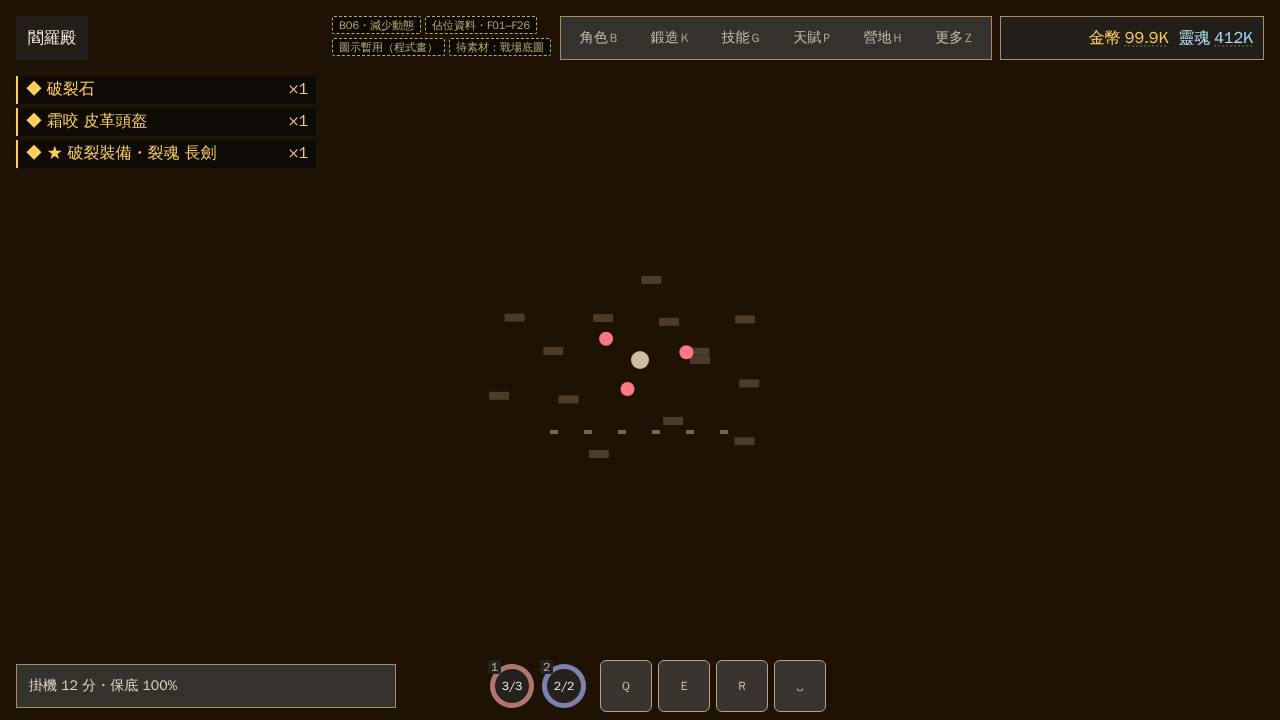 閻羅殿
B06・減少動態 佔位資料・F01—F26
圖示暫用（程式畫） 待素材：戰場底圖
角色B 鍛造K 技能G 天賦P 營地H 更多Z
金幣 99.9K 靈魂 412K
◆ 破裂石 ×1
◆ 霜咬 皮革頭盔 ×1
◆ ★ 破裂裝備・裂魂 長劍 ×1
掛機 12 分・保底 100%
1 3/3 2 2/2 Q E R ⎵